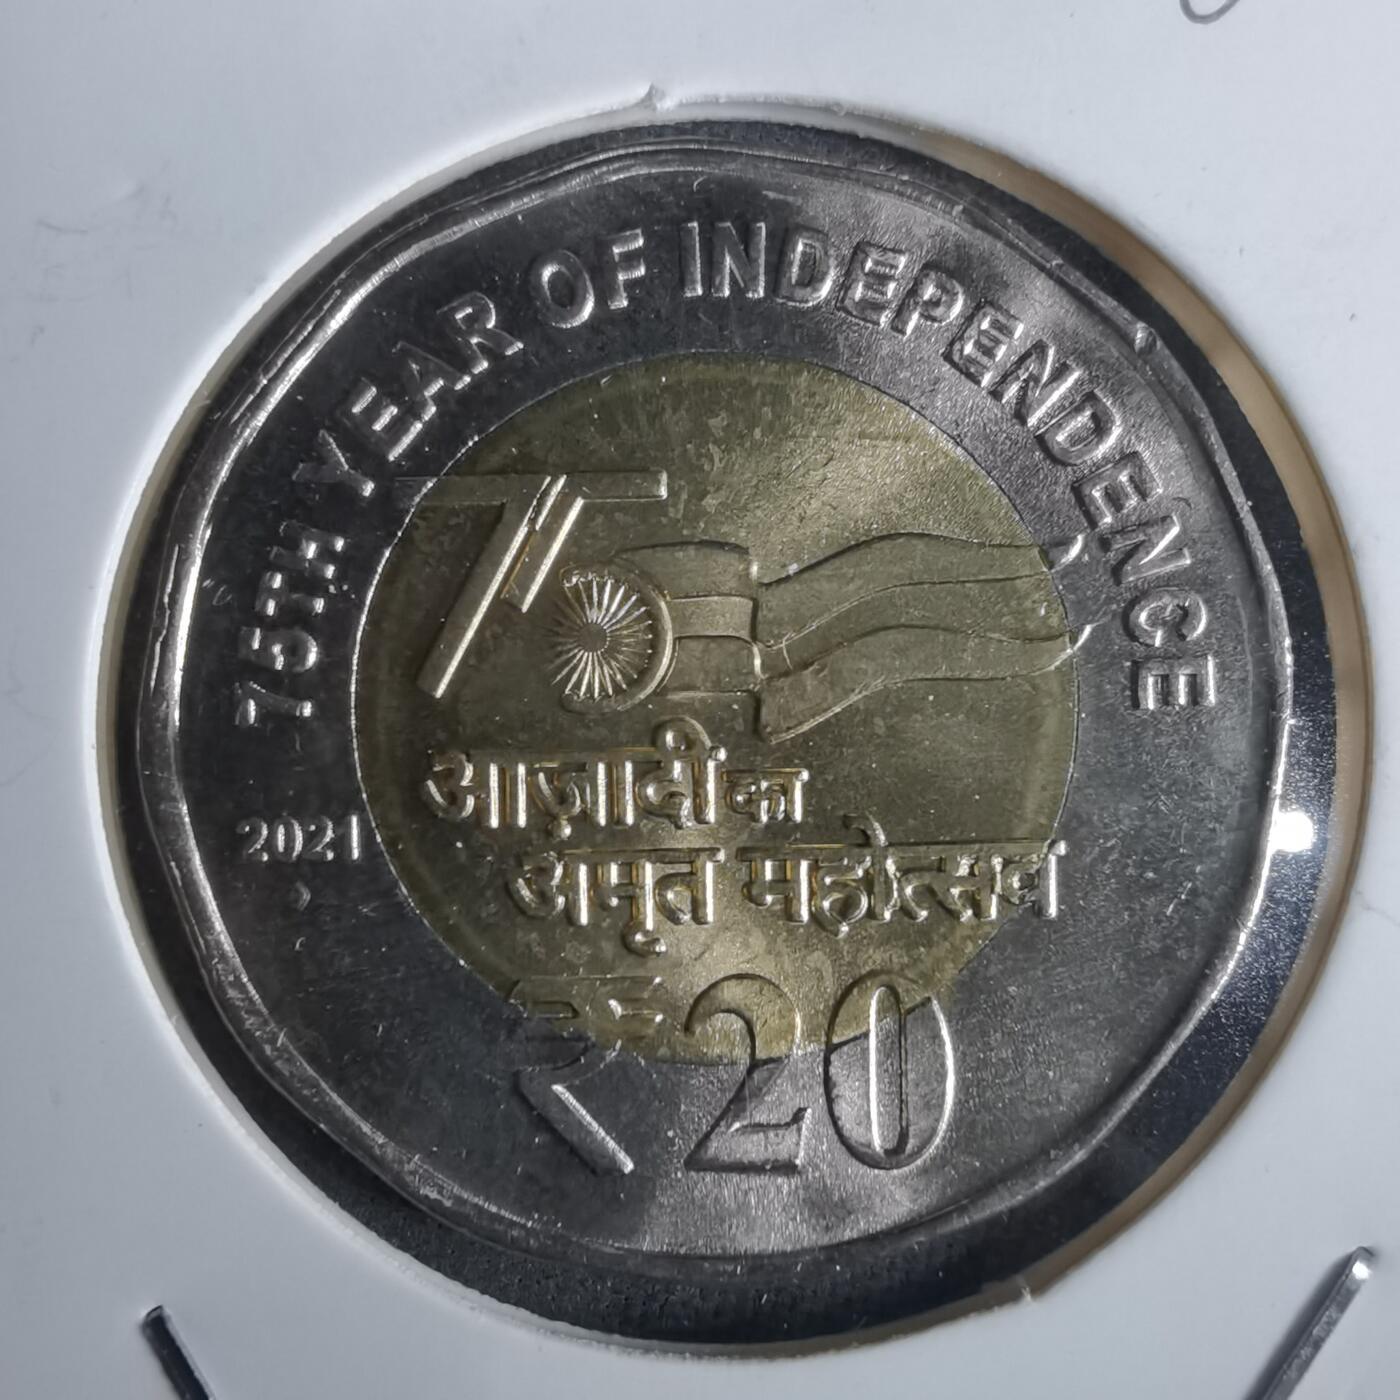 75TH YEAR OF INDEPENDENCE
75
आज़ादी का
अमृत महोत्सव
2021
₹ 20